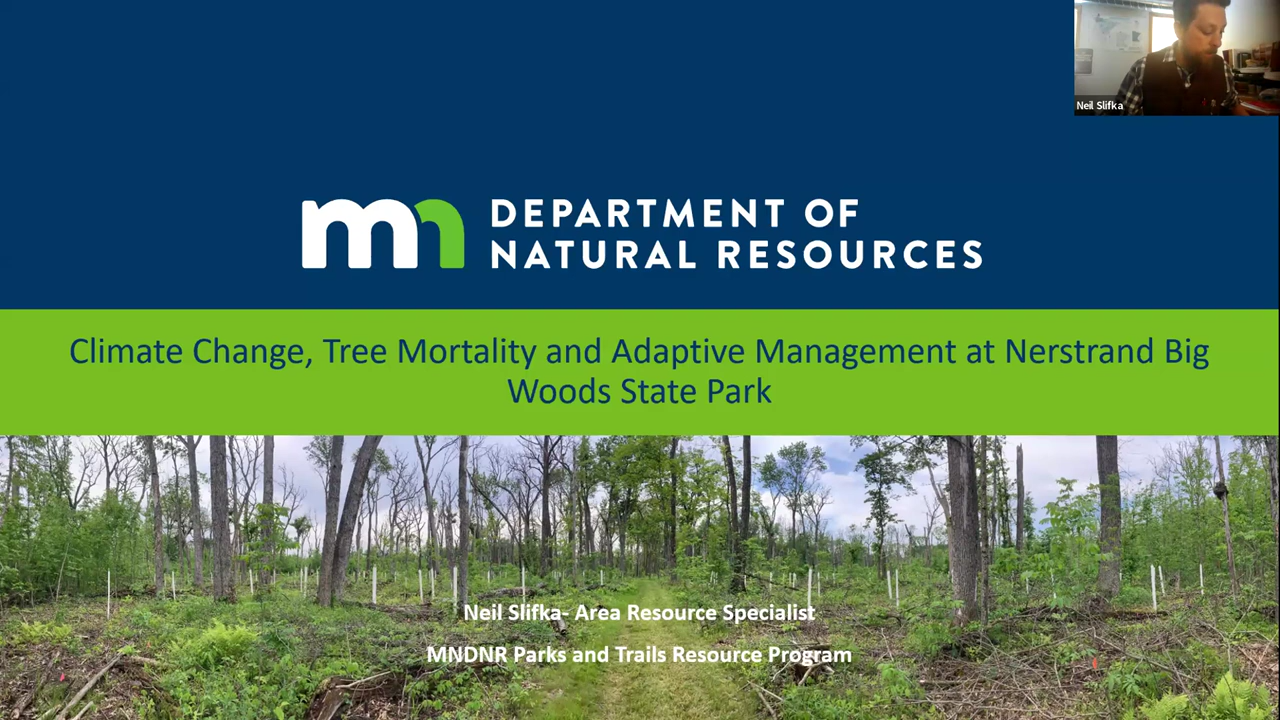 Neil Slifka
mn DEPARTMENT OF
NATURAL RESOURCES
Climate Change, Tree Mortality and Adaptive Management at Nerstrand Big
Woods State Park
Neil Slifka- Area Resource Specialist
MNDNR Parks and Trails Resource Program